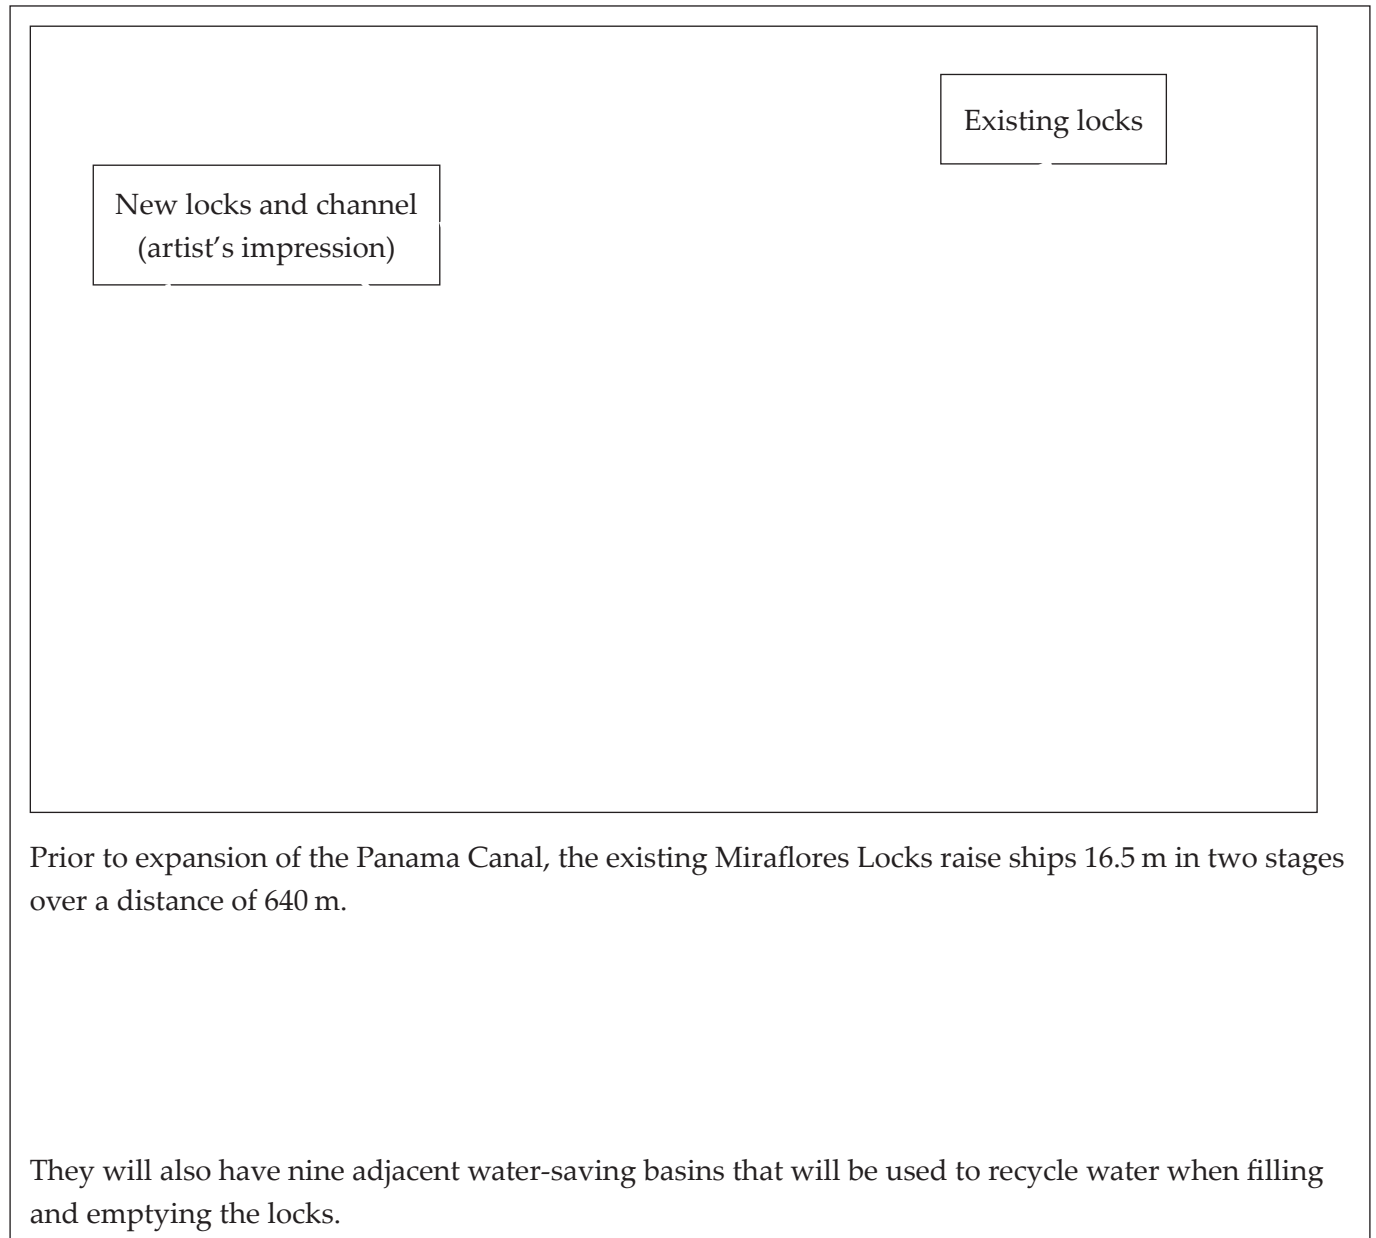 Existing locks
New locks and channel
(artist's impression)
Prior to expansion of the Panama Canal, the existing Miraflores Locks raise ships 16.5 m in two stages
over a distance of 640 m.
They will also have nine adjacent water-saving basins that will be used to recycle water when filling
and emptying the locks.